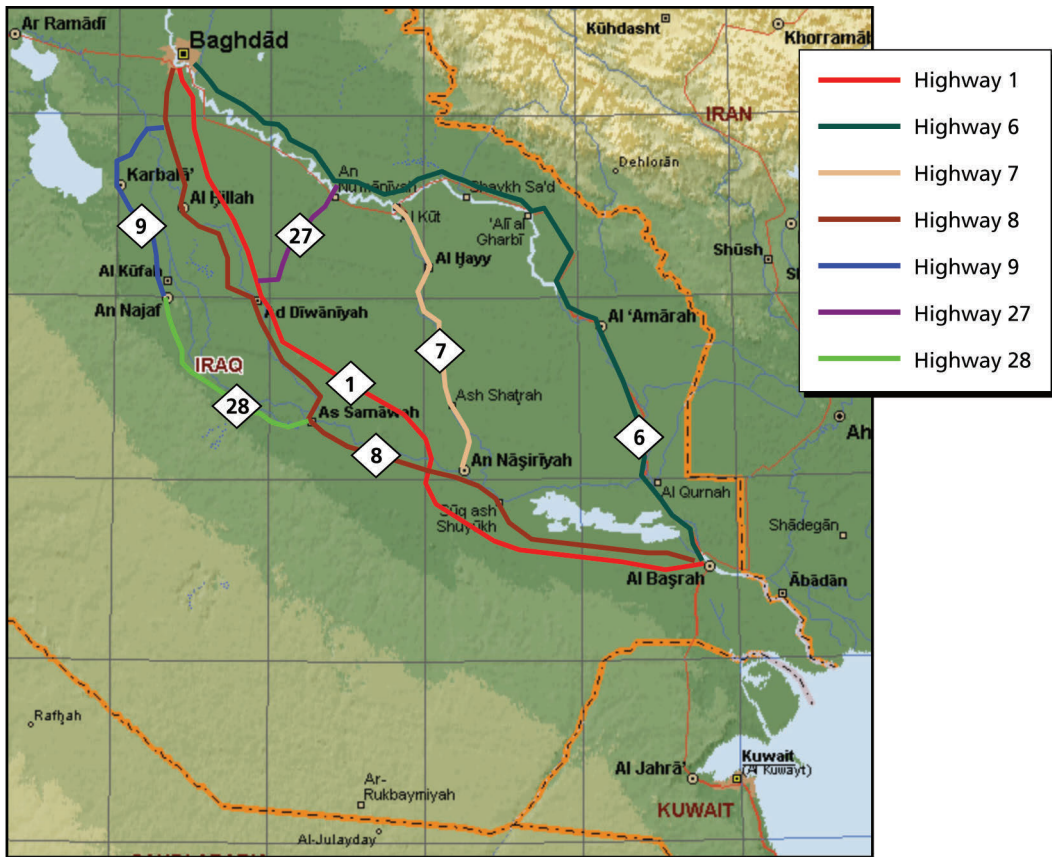 Ar Ramādī
Baghdād
Kūhdasht
Khorramāb
IRAN
Dehlorān
Karbalā'
An
Nu'mānīyah
Shaykh Sa'd
Al Ḩillah
Al Kūt
'Alī al
Gharbī
9
27
Shūsh
Al Ḩayy
Al Kūfah
An Najaf
Ad Dīwānīyah
Al 'Amārah
IRAQ
7
1
Ash Shaţrah
28
As Samāwah
Ah
6
8
An Nāşirīyah
Al Qurnah
Sūq ash
Shuyūkh
Shādegān
Al Başrah
Ābādān
Rafḩah
Kuwait
(Al Kuwayt)
Al Jahrā'
Ar-
Rukbaymiyah
KUWAIT
Al-Julayday
Highway 1
Highway 6
Highway 7
Highway 8
Highway 9
Highway 27
Highway 28